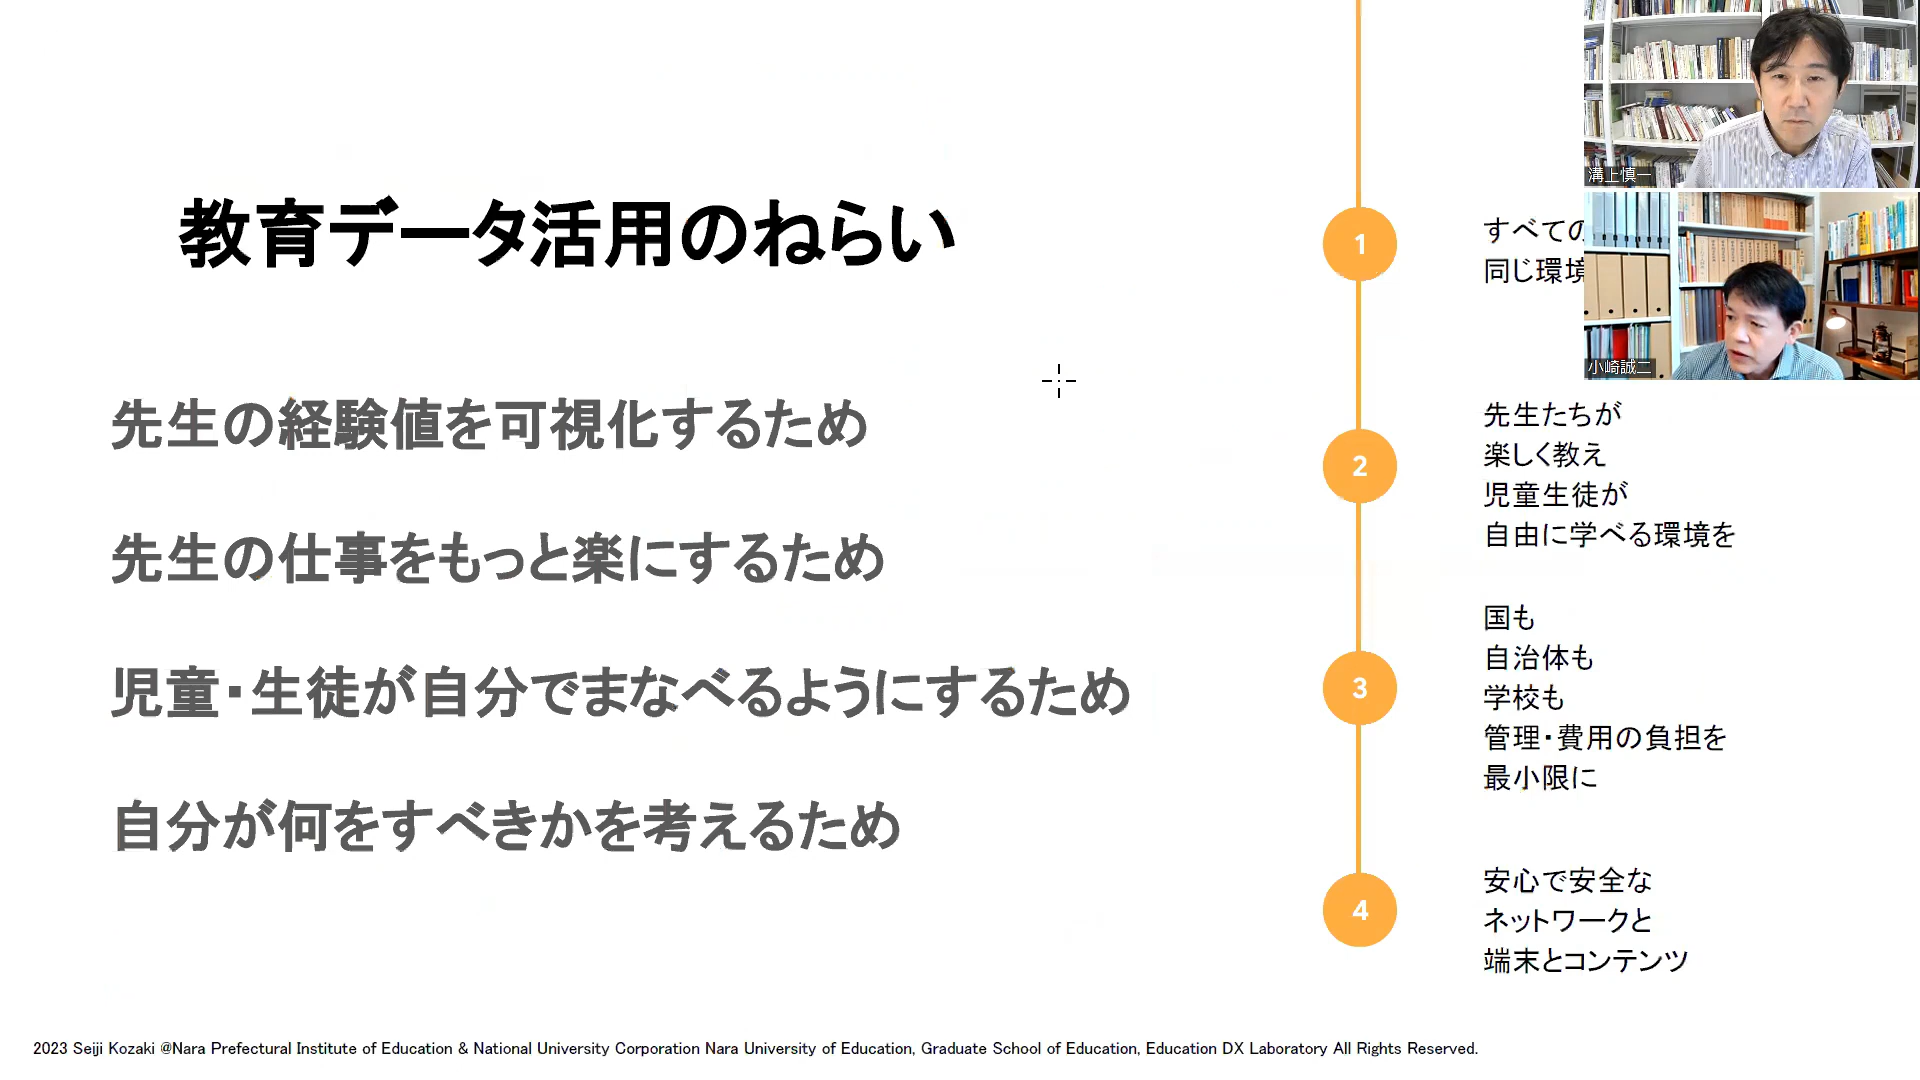 教育データ活用のねらい
先生の経験値を可視化するため
先生の仕事をもっと楽にするため
児童・生徒が自分でまなべるようにするため
自分が何をすべきかを考えるため
1
すべての
同じ環境
2
先生たちが
楽しく教え
児童生徒が
自由に学べる環境を
3
国も
自治体も
学校も
管理・費用の負担を
最小限に
4
安心で安全な
ネットワークと
端末とコンテンツ
溝上慎一
小崎誠二
2023 Seiji Kozaki @Nara Prefectural Institute of Education & National University Corporation Nara University of Education, Graduate School of Education, Education DX Laboratory All Rights Reserved.